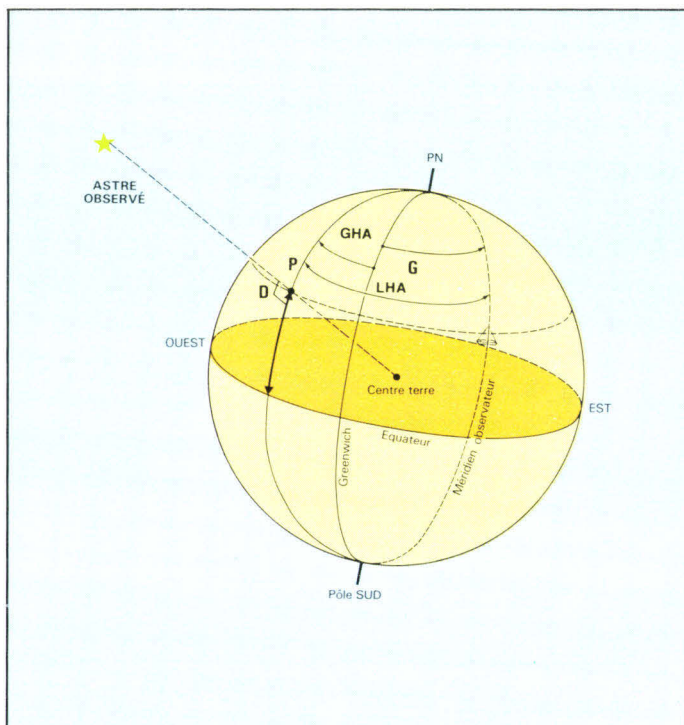 PN
ASTRE
OBSERVÉ
GHA
G
P
LHA
D
OUEST
Centre terre
EST
Equateur
Greenwich
Méridien observateur
Pôle SUD